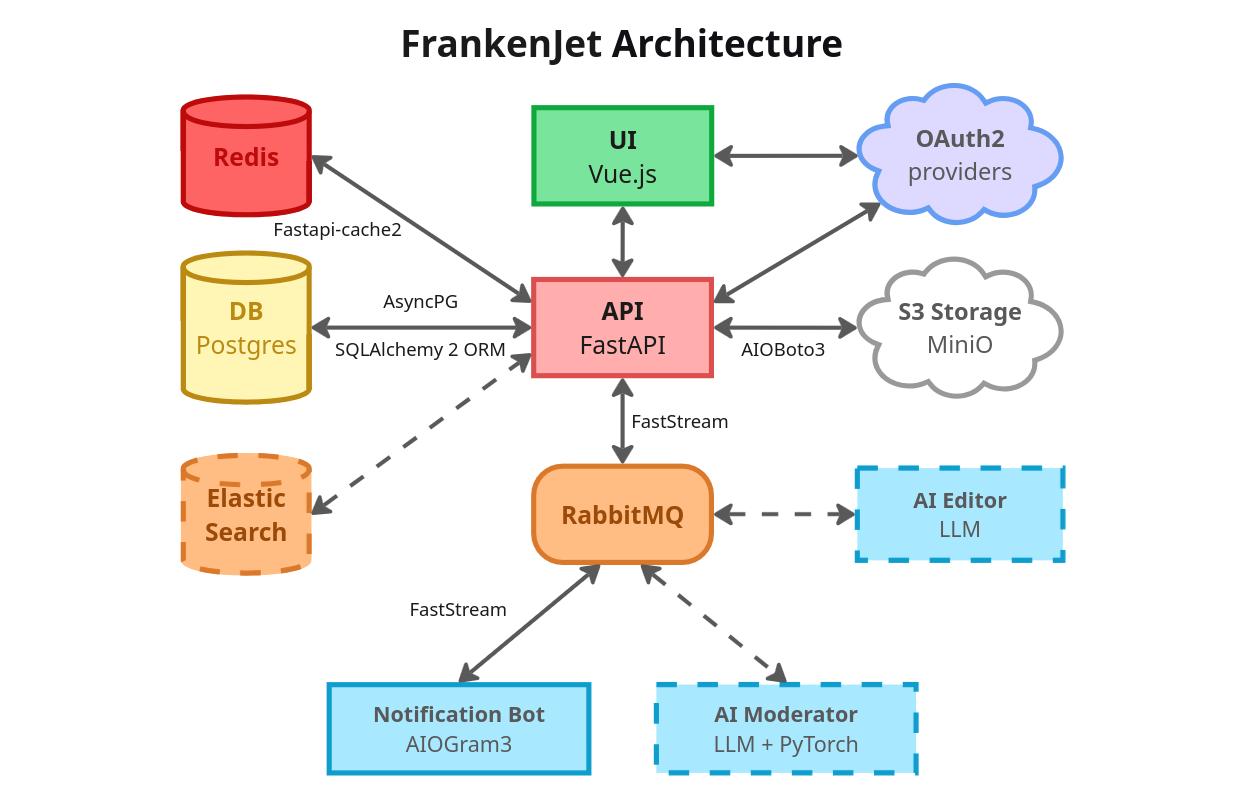 FrankenJet Architecture
Redis
UI
Vue.js
OAuth2
providers
Fastapi-cache2
DB
Postgres
AsyncPG
SQLAlchemy 2 ORM
API
FastAPI
AIOBoto3
S3 Storage
MinIO
FastStream
Elastic
Search
RabbitMQ
AI Editor
LLM
FastStream
Notification Bot
AIOGram3
AI Moderator
LLM + PyTorch